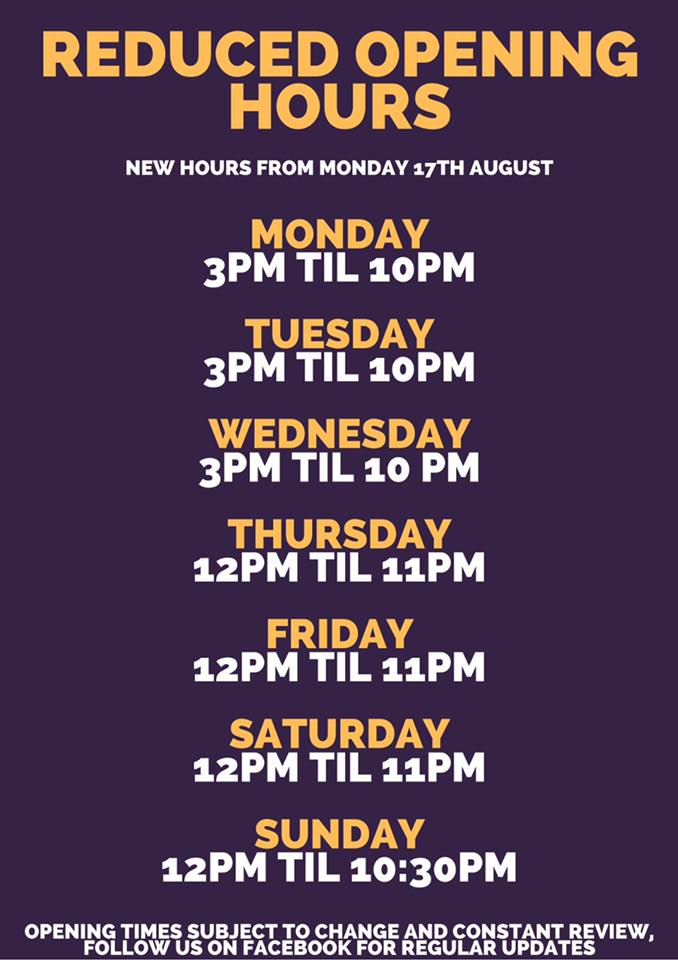 REDUCED OPENING
HOURS
NEW HOURS FROM MONDAY 17TH AUGUST
MONDAY
3PM TIL 10PM
TUESDAY
3PM TIL 10PM
WEDNESDAY
3PM TIL 10 PM
THURSDAY
12PM TIL 11PM
FRIDAY
12PM TIL 11PM
SATURDAY
12PM TIL 11PM
SUNDAY
12PM TIL 10:30PM
OPENING TIMES SUBJECT TO CHANGE AND CONSTANT REVIEW,
FOLLOW US ON FACEBOOK FOR REGULAR UPDATES